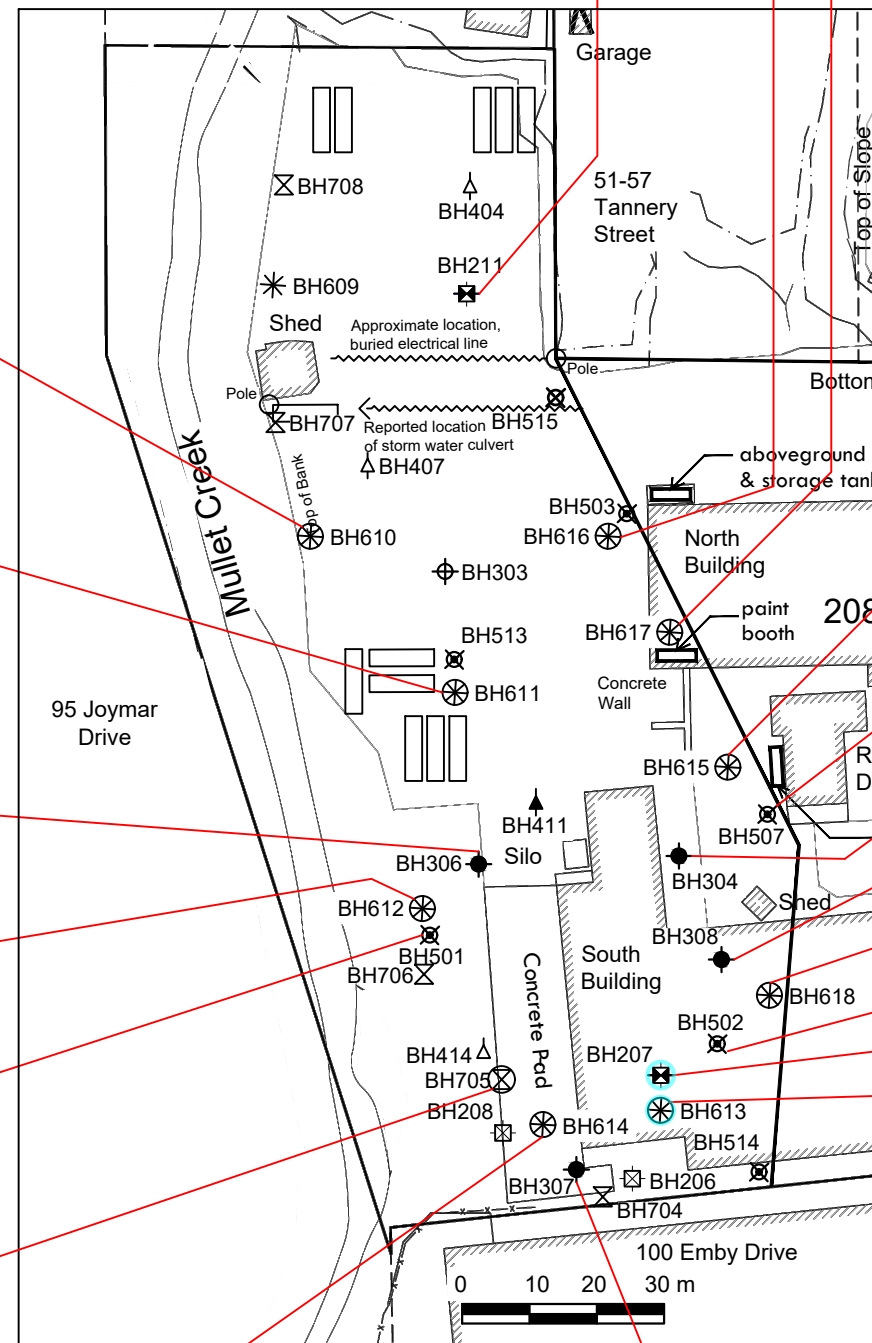 Garage
Top of Slope
51-57
Tannery
Street
BH708
BH404
BH211
BH609
Shed
Approximate location,
buried electrical line
Pole
Pole
Bottom
BH707
BH515
Reported location
of storm water culvert
BH407
aboveground
& storage tank
Mullet Creek
Top of Bank
BH503
BH610
BH616
North
Building
BH303
208
BH617
paint
booth
BH513
BH611
Concrete
Wall
95 Joymar
Drive
BH615
R
D
BH411
BH507
BH306
Silo
BH304
BH612
Shed
BH501
BH308
BH706
South
Building
Concrete Pad
BH618
BH502
BH414
BH207
BH705
BH208
BH613
BH614
BH514
BH307
BH206
BH704
100 Emby Drive
0 10 20 30 m